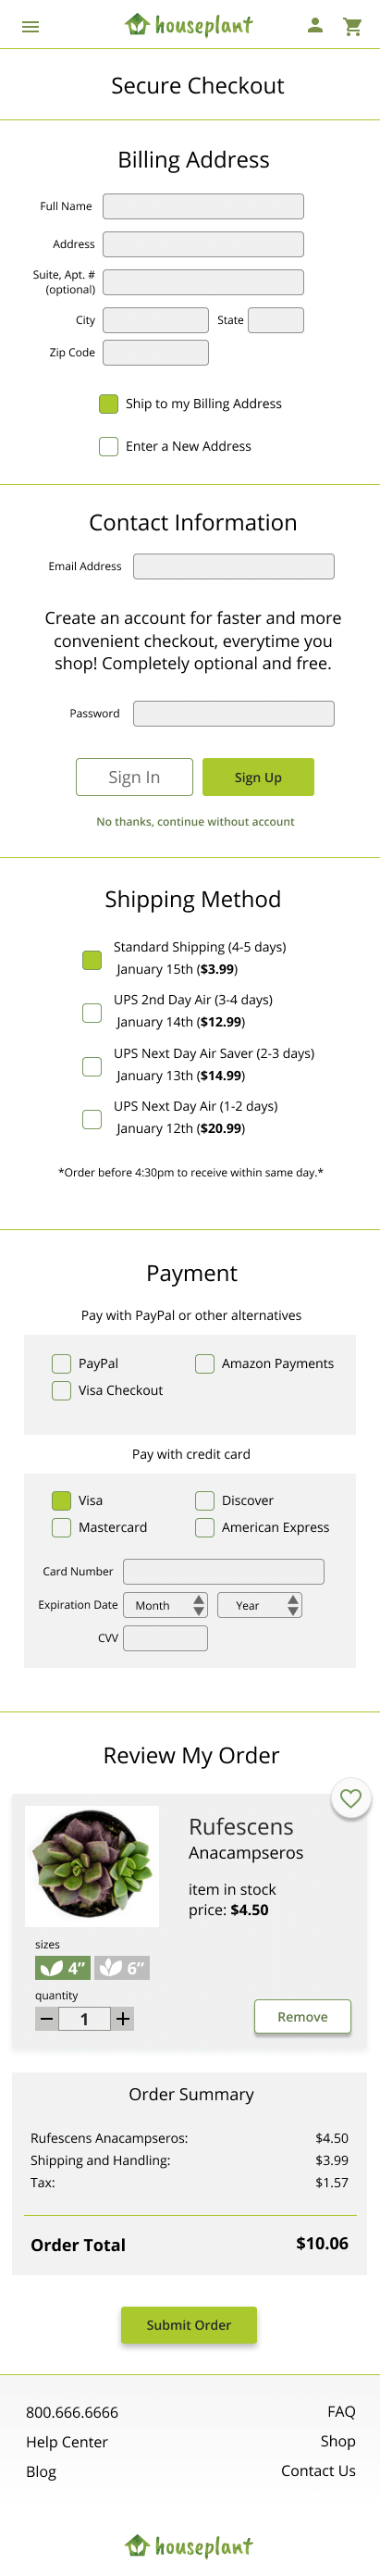 houseplant
Secure Checkout
Billing Address
Full Name
Address
Suite, Apt. #
(optional)
City State
Zip Code
Ship to my Billing Address
Enter a New Address
Contact Information
Email Address
Create an account for faster and more
convenient checkout, everytime you
shop! Completely optional and free.
Password
Sign In Sign Up
No thanks, continue without account
Shipping Method
Standard Shipping (4-5 days)
January 15th ($3.99)
UPS 2nd Day Air (3-4 days)
January 14th ($12.99)
UPS Next Day Air Saver (2-3 days)
January 13th ($14.99)
UPS Next Day Air (1-2 days)
January 12th ($20.99)
*Order before 4:30pm to receive within same day.*
Payment
Pay with PayPal or other alternatives
PayPal Amazon Payments
Visa Checkout
Pay with credit card
Visa Discover
Mastercard American Express
Card Number
Expiration Date Month Year
CVV
Review My Order
Rufescens
Anacampseros
item in stock
price: $4.50
sizes
4” 6”
quantity
1
Remove
Order Summary
Rufescens Anacampseros: $4.50
Shipping and Handling: $3.99
Tax: $1.57
Order Total $10.06
Submit Order
800.666.6666 FAQ
Help Center Shop
Blog Contact Us
houseplant